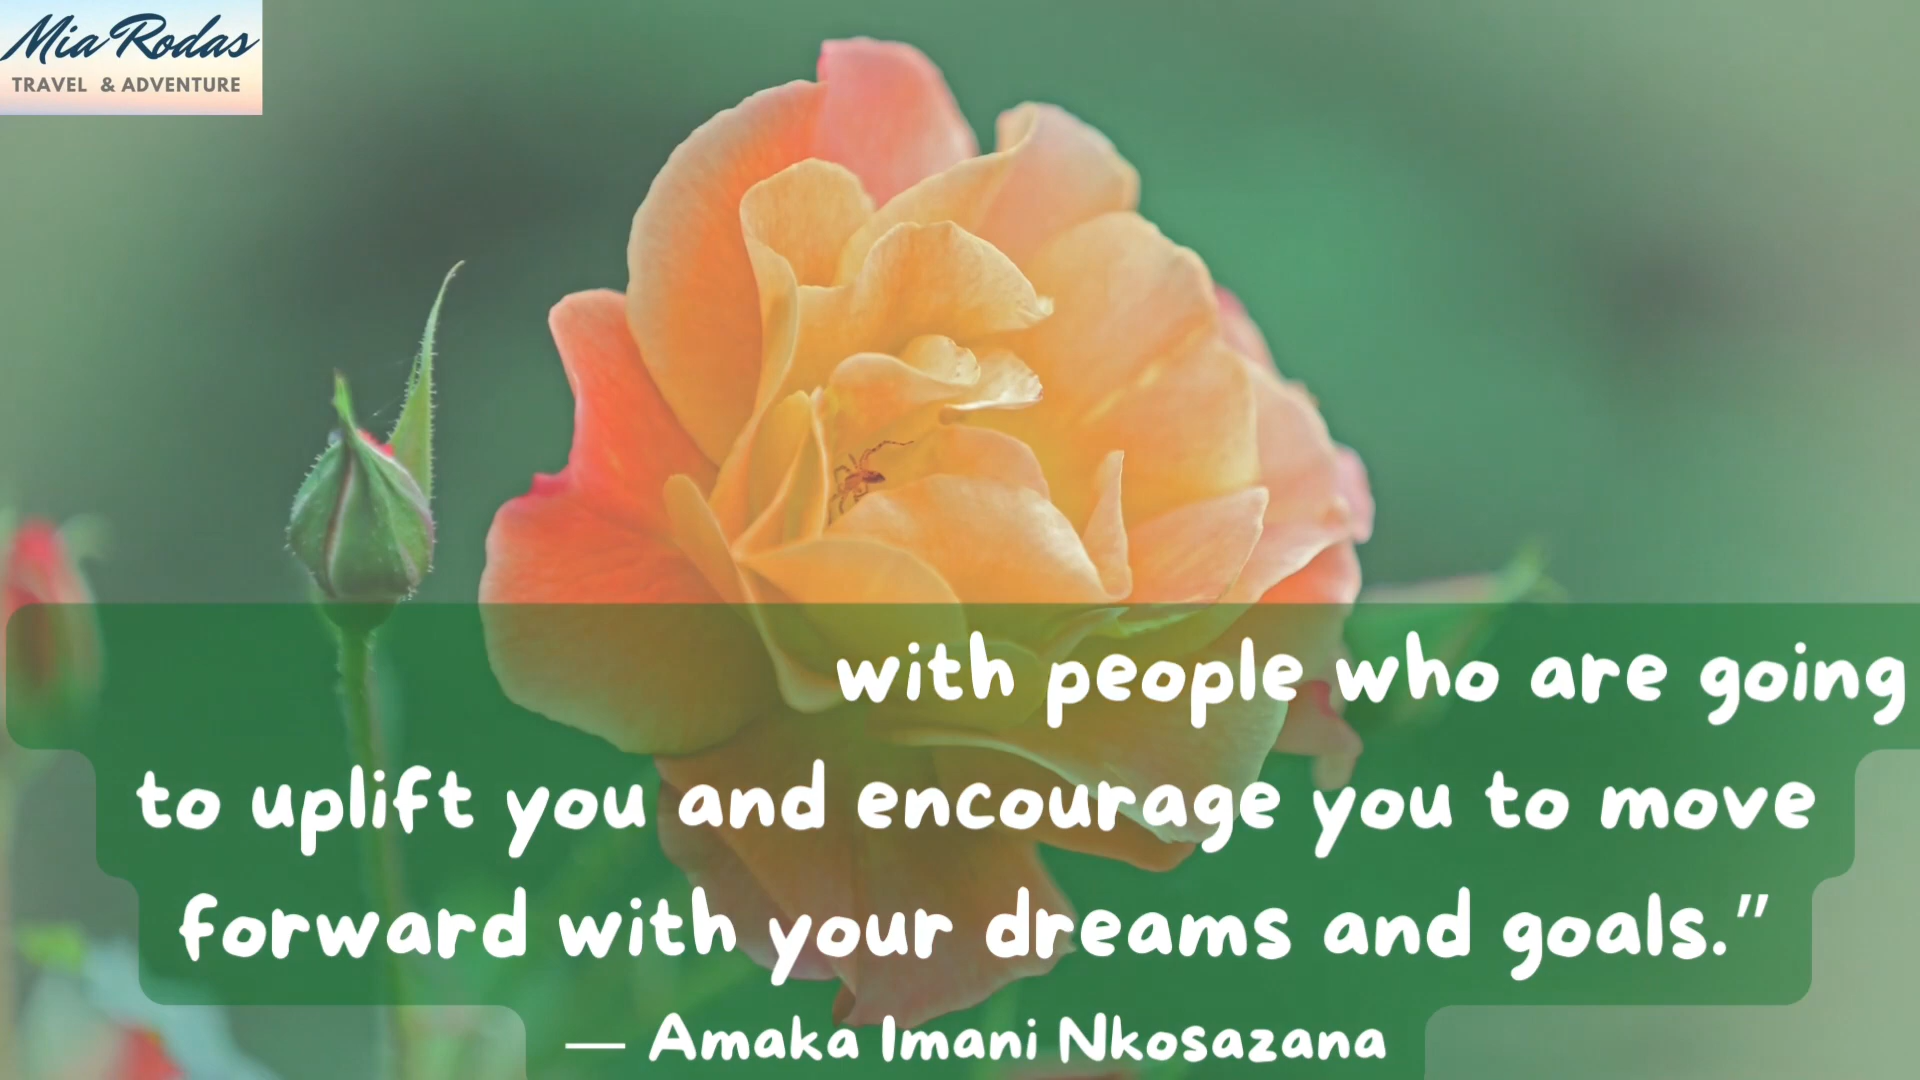 Mia Rodas
TRAVEL & ADVENTURE
with people who are going
to uplift you and encourage you to move
forward with your dreams and goals.”
— Amaka Imani Nkosazana